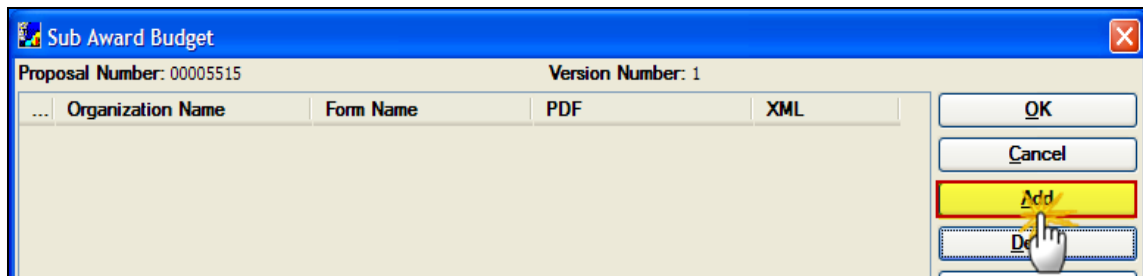 Sub Award Budget
Proposal Number: 00005515 Version Number: 1
... Organization Name Form Name PDF XML
OK
Cancel
Add